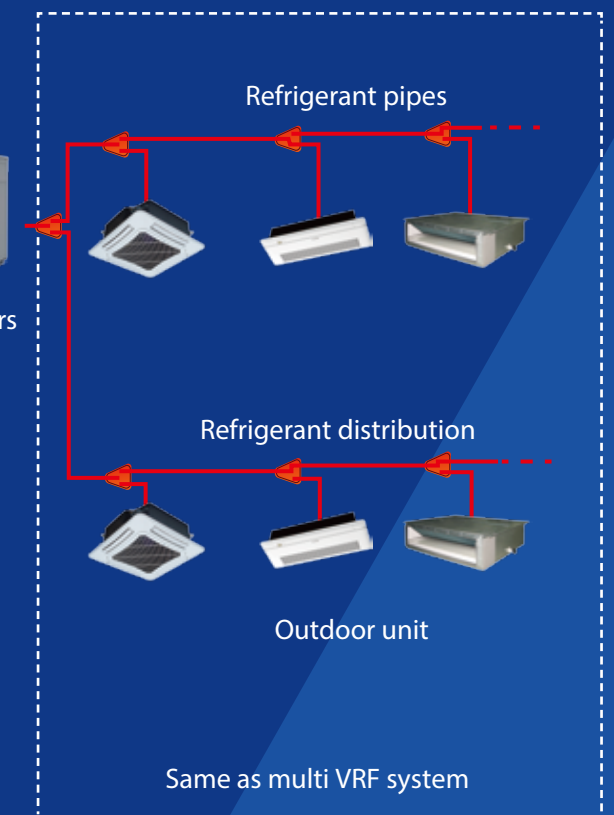 Refrigerant pipes
rs
Refrigerant distribution
Outdoor unit
Same as multi VRF system